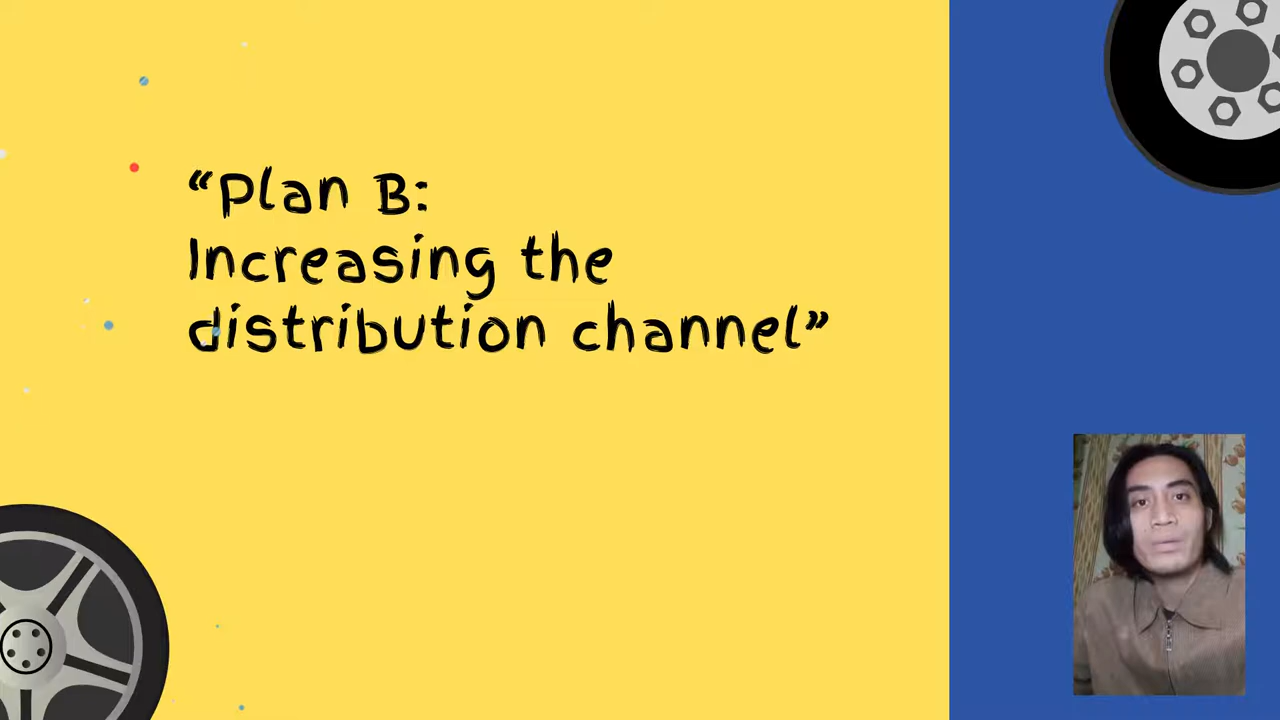 “Plan B:
Increasing the
distribution channel”